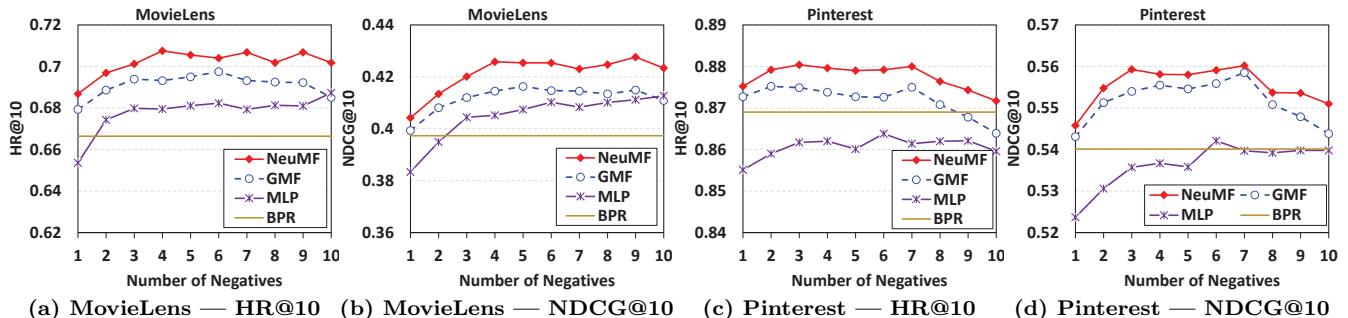 MovieLens
0.72
0.7
0.68
0.66
0.64
0.62
HR@10
NeuMF
GMF
MLP
BPR
1 2 3 4 5 6 7 8 9 10
Number of Negatives
(a) MovieLens — HR@10
MovieLens
0.44
0.42
0.4
0.38
0.36
NDCG@10
NeuMF
GMF
MLP
BPR
1 2 3 4 5 6 7 8 9 10
Number of Negatives
(b) MovieLens — NDCG@10
Pinterest
0.89
0.88
0.87
0.86
0.85
0.84
HR@10
NeuMF
GMF
MLP
BPR
1 2 3 4 5 6 7 8 9 10
Number of Negatives
(c) Pinterest — HR@10
Pinterest
0.57
0.56
0.55
0.54
0.53
0.52
NDCG@10
NeuMF GMF
MLP BPR
1 2 3 4 5 6 7 8 9 10
Number of Negatives
(d) Pinterest — NDCG@10